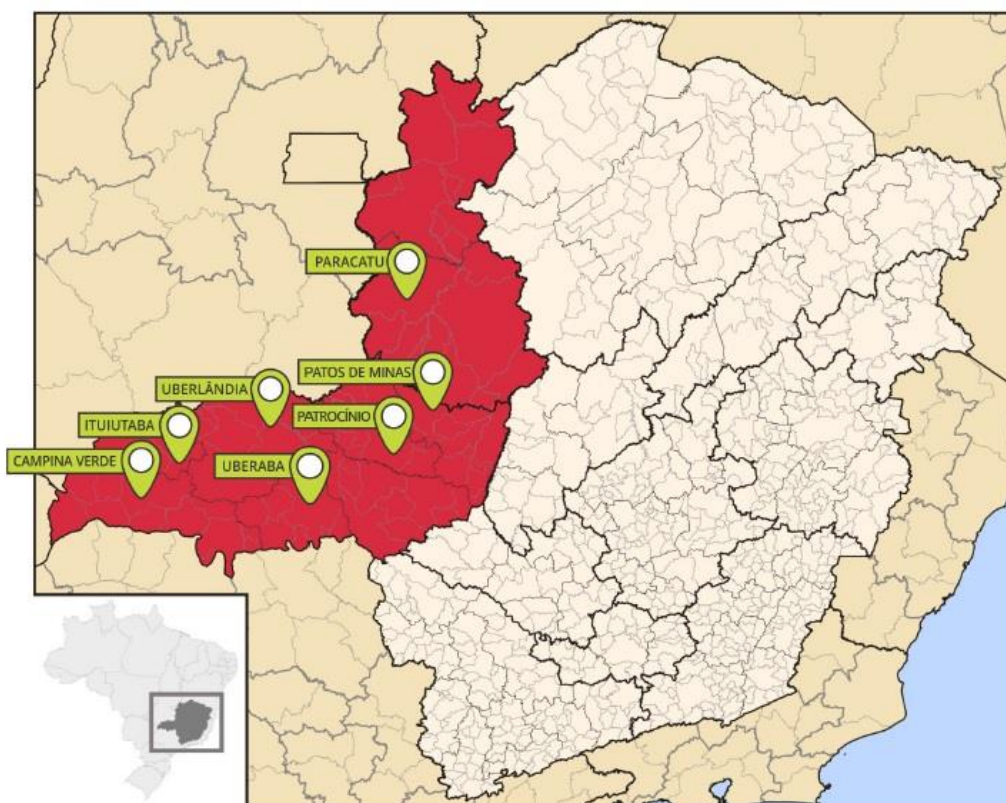 PARACATU
PATOS DE MINAS
UBERLÂNDIA
PATROCÍNIO
ITUIUTABA
CAMPINA VERDE
UBERABA